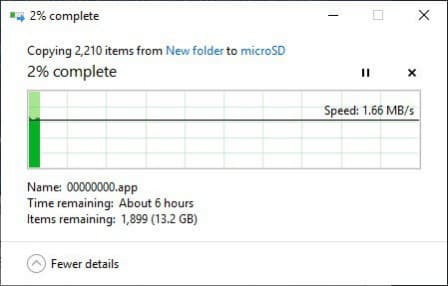 2% complete
Copying 2,210 items from New folder to microSD
2% complete
Speed: 1.66 MB/s
Name: 00000000.app
Time remaining: About 6 hours
Items remaining: 1,899 (13.2 GB)
Fewer details